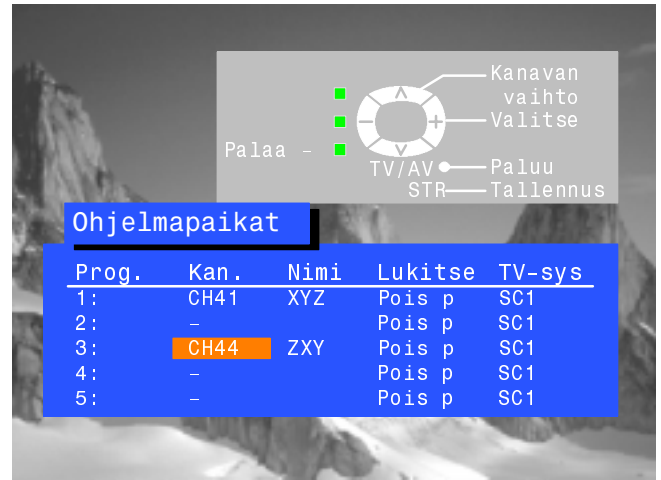 Kanavan
vaihto
Valitse
Palaa –
TV/AV Paluu
STR Tallennus
Ohjelmapaikat
Prog. Kan. Nimi Lukitse TV-sys
1: CH41 XYZ Pois p SC1
2: – Pois p SC1
3: CH44 ZXY Pois p SC1
4: – Pois p SC1
5: – Pois p SC1